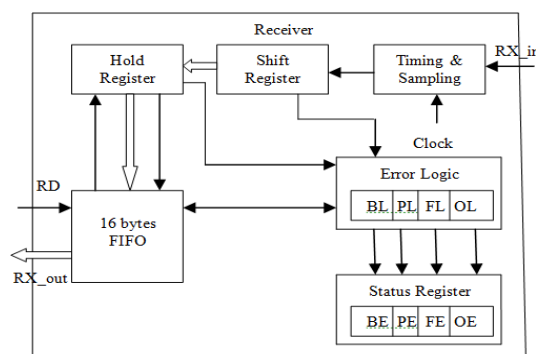 Receiver
Hold
Register
Shift
Register
Timing &
Sampling
RX_in
Clock
Error Logic
BL PL FL OL
RD
16 bytes
FIFO
RX_out
Status Register
BE PE FE OE